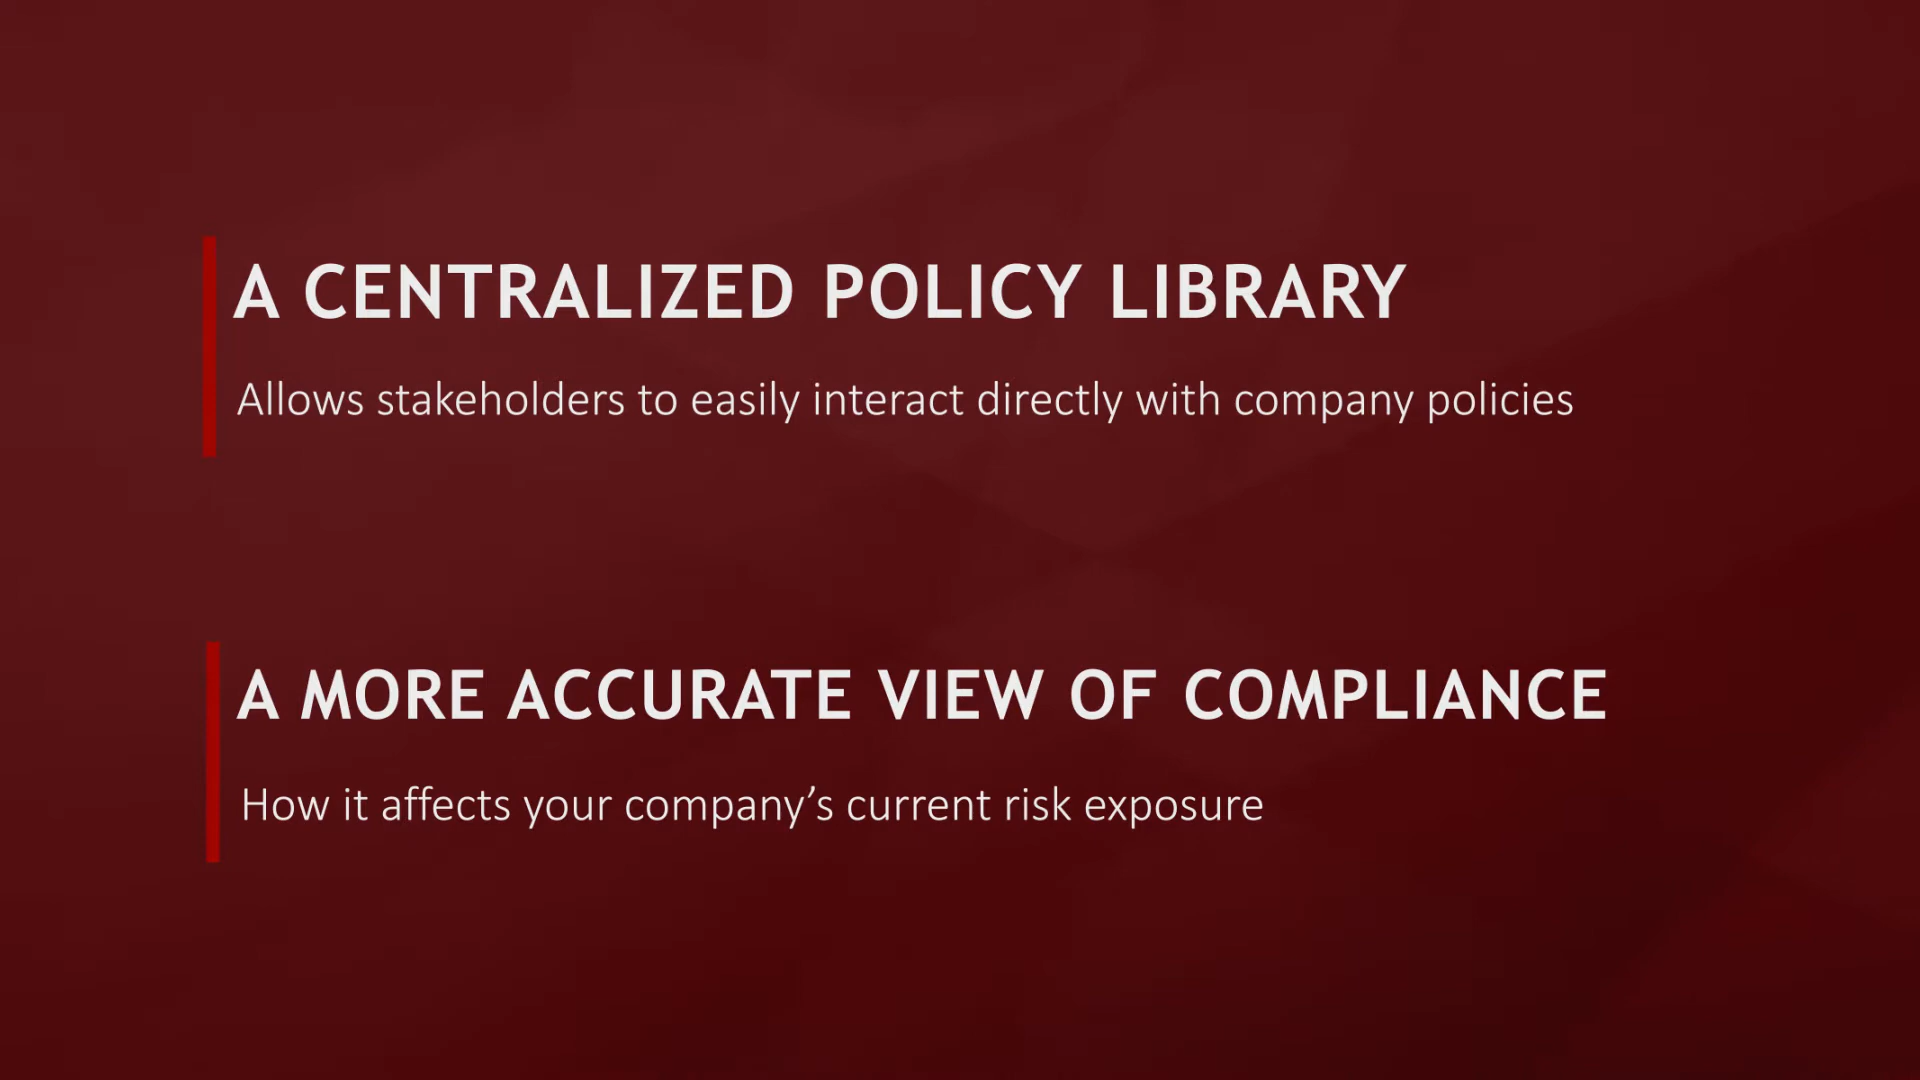 A CENTRALIZED POLICY LIBRARY
Allows stakeholders to easily interact directly with company policies
A MORE ACCURATE VIEW OF COMPLIANCE
How it affects your company’s current risk exposure